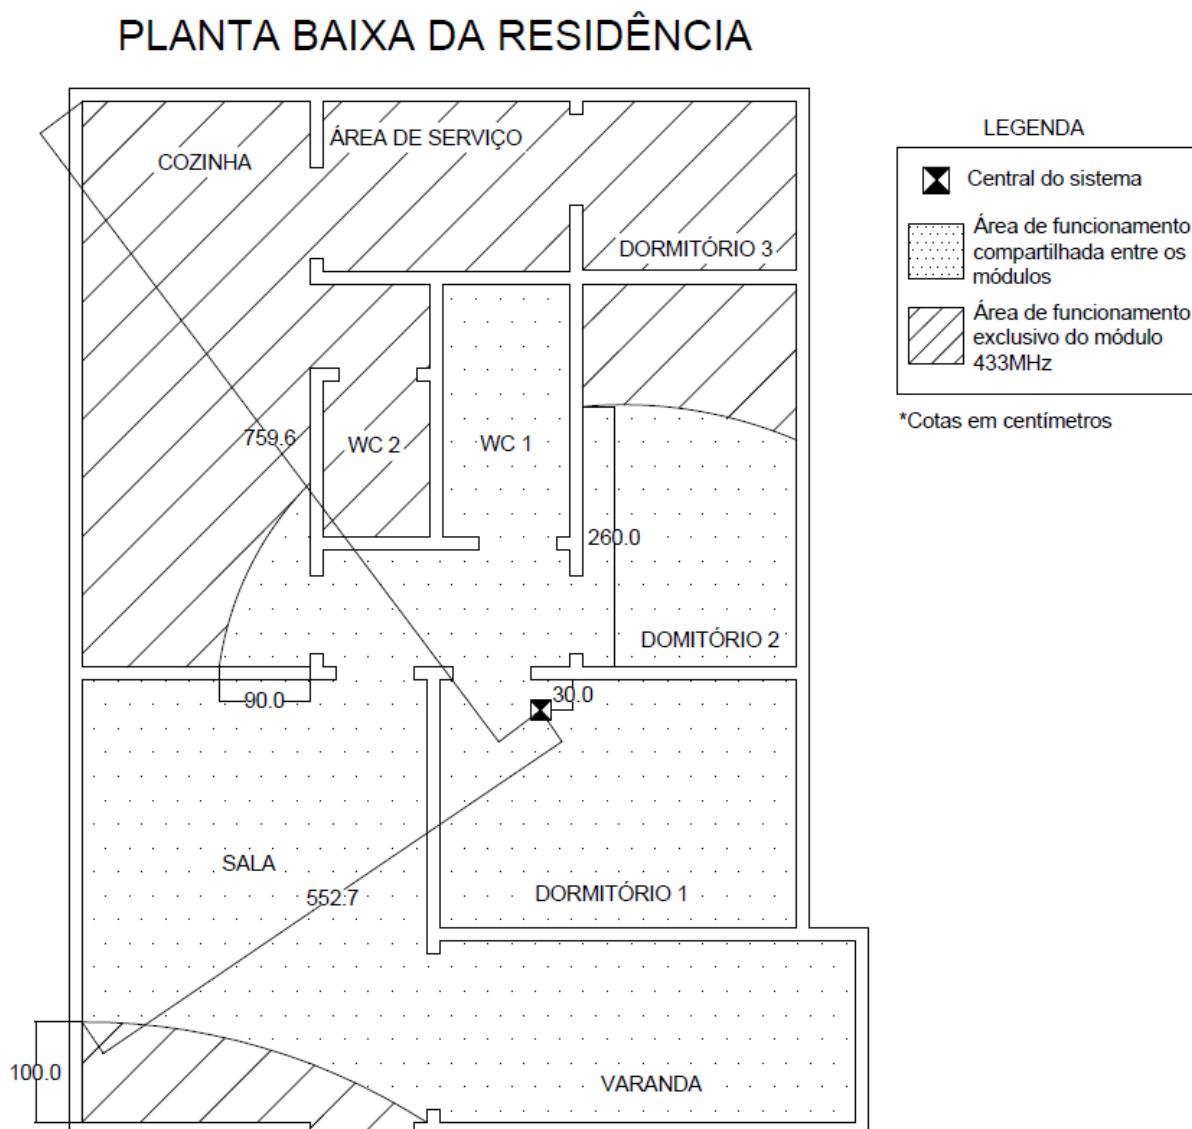 PLANTA BAIXA DA RESIDÊNCIA
COZINHA
ÁREA DE SERVIÇO
DORMITÓRIO 3
759.6
WC 2
WC 1
260.0
DOMITÓRIO 2
90.0
30.0
SALA
552.7
DORMITÓRIO 1
100.0
VARANDA
LEGENDA
Central do sistema
Área de funcionamento
compartilhada entre os
módulos
Área de funcionamento
exclusivo do módulo
433MHz
*Cotas em centímetros